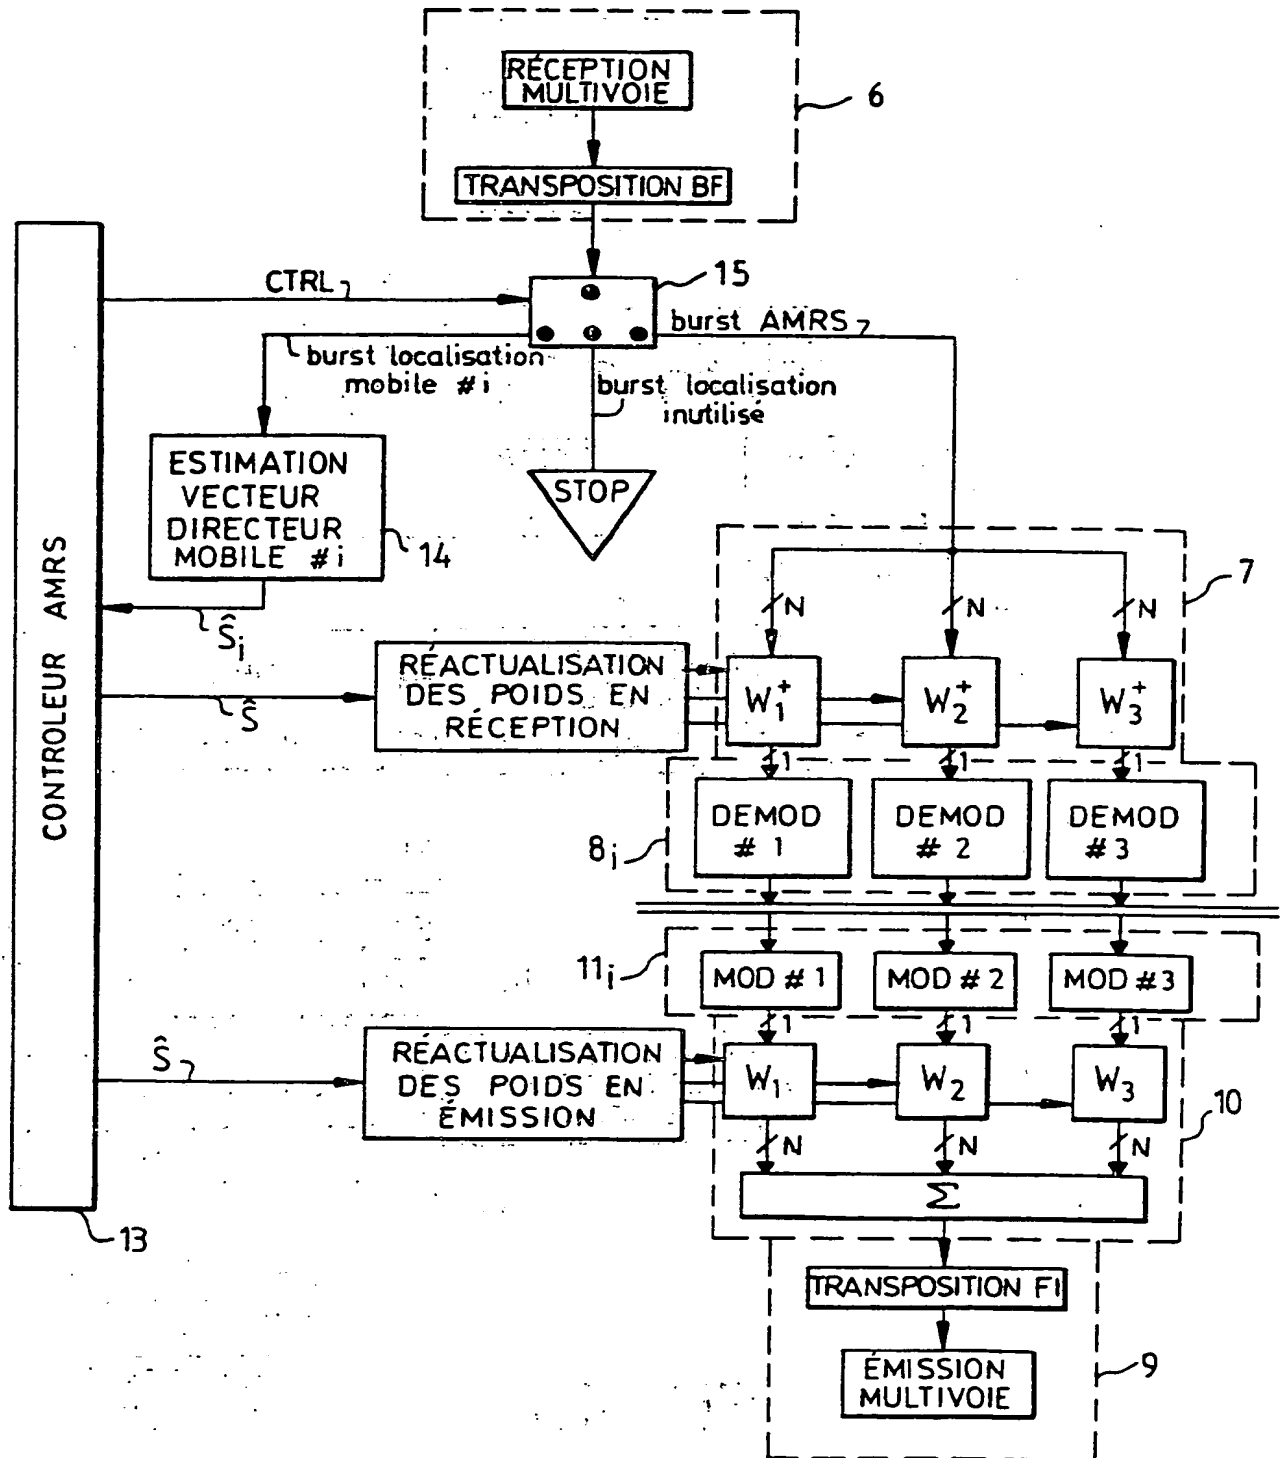 RÉCEPTION
MULTIVOIE
6
TRANSPOSITION BF
15
CTRL
burst AMRS
burst localisation
mobile #i
burst localisation
inutilisé
STOP
ESTIMATION
VECTEUR
DIRECTEUR
MOBILE #i
14
CONTROLEUR AMRS
Ŝi
7
N
N
N
RÉACTUALISATION
DES POIDS EN
RÉCEPTION
Ŝ
W1+
W2+
W3+
1
1
1
DEMOD
# 1
DEMOD
# 2
DEMOD
#3
8i
11i
MOD # 1
MOD # 2
MOD #3
1
1
1
Ŝ
RÉACTUALISATION
DES POIDS EN
ÉMISSION
W1
W2
W3
10
N
N
N
Σ
13
TRANSPOSITION FI
ÉMISSION
MULTIVOIE
9